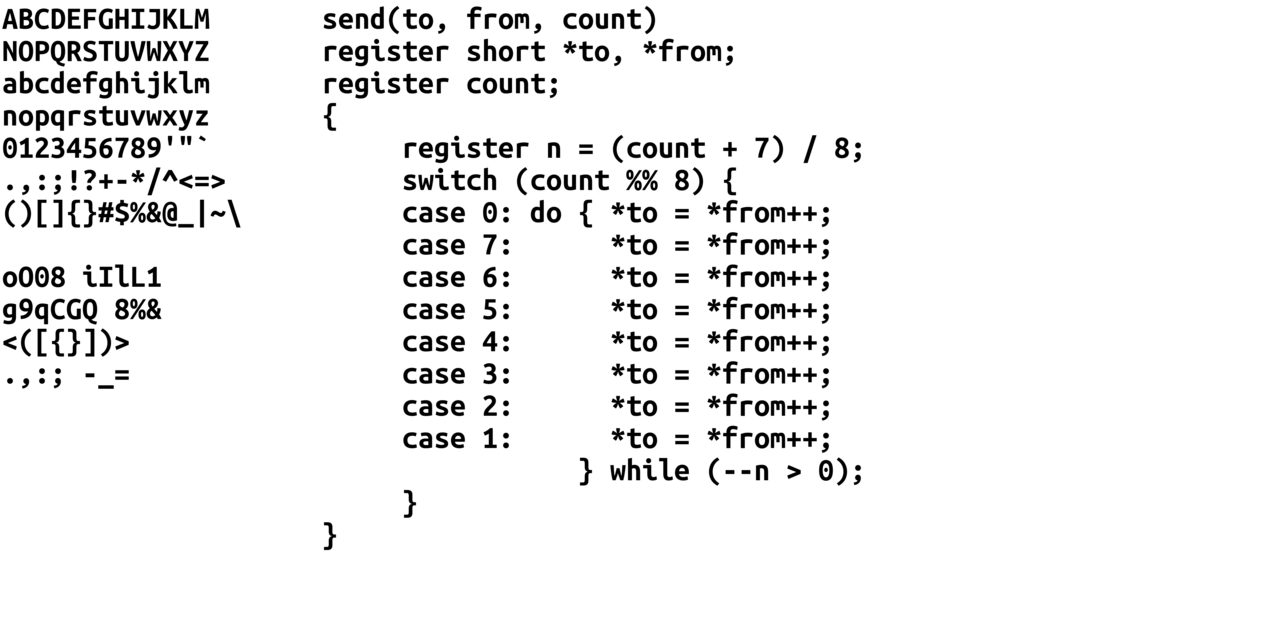 ABCDEFGHIJKLM
NOPQRSTUVWXYZ
abcdefghijklm
nopqrstuvwxyz
0123456789'"`
.,:;!?+-*/^<=>
()[]{}#$%&@_|~\
oO08 iIlL1
g9qCGQ 8%&
<([{}])>
.,:; -_=
send(to, from, count)
register short *to, *from;
register count;
{
     register n = (count + 7) / 8;
     switch (count %% 8) {
     case 0: do { *to = *from++;
     case 7:      *to = *from++;
     case 6:      *to = *from++;
     case 5:      *to = *from++;
     case 4:      *to = *from++;
     case 3:      *to = *from++;
     case 2:      *to = *from++;
     case 1:      *to = *from++;
                } while (--n > 0);
     }
}